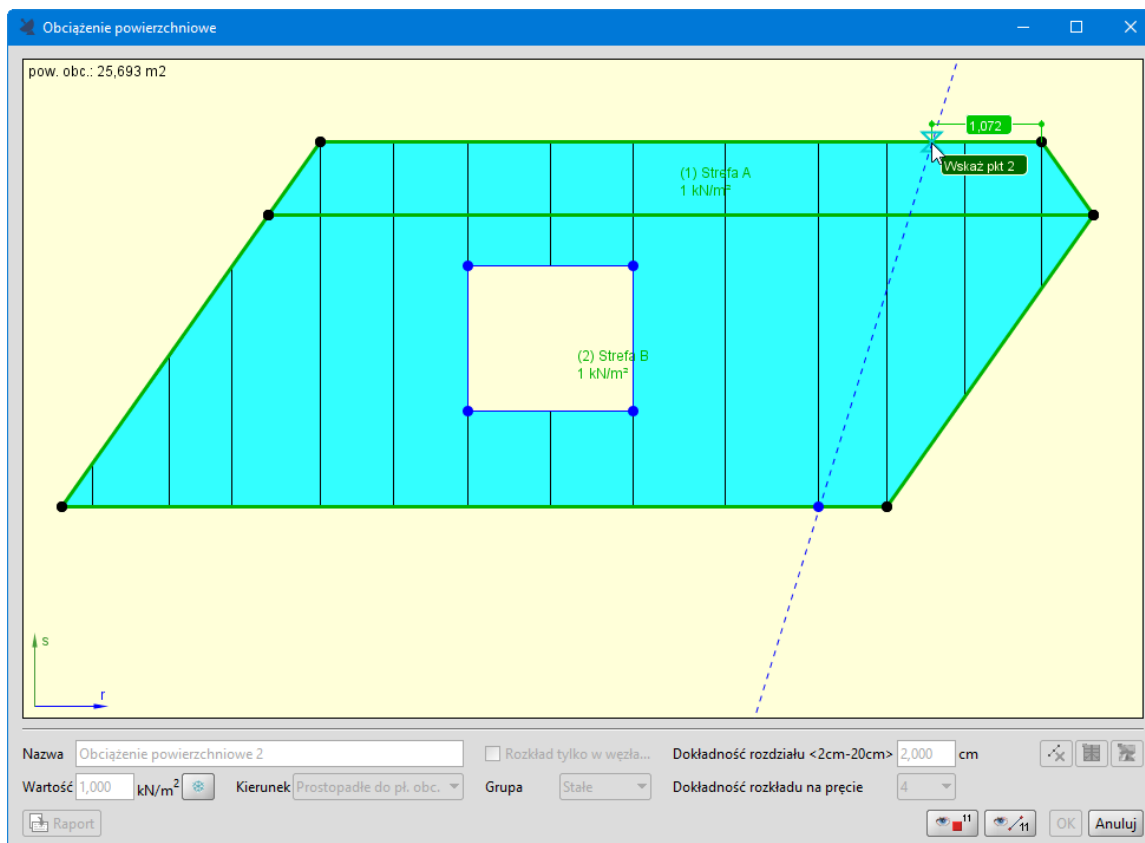 Obciążenie powierzchniowe
pow. obc.: 25,693 m2
1,072
Wskaż pkt 2
(1) Strefa A
1 kN/m²
(2) Strefa B
1 kN/m²
s
r
Nazwa Obciążenie powierzchniowe 2 Rozkład tylko w węzła... Dokładność rozdziału <2cm-20cm> 2,000 cm
Wartość 1,000 kN/m² Kierunek Prostopadłe do pł. obc. Grupa Stałe Dokładność rozkładu na pręcie 4
Raport 11 11 OK Anuluj